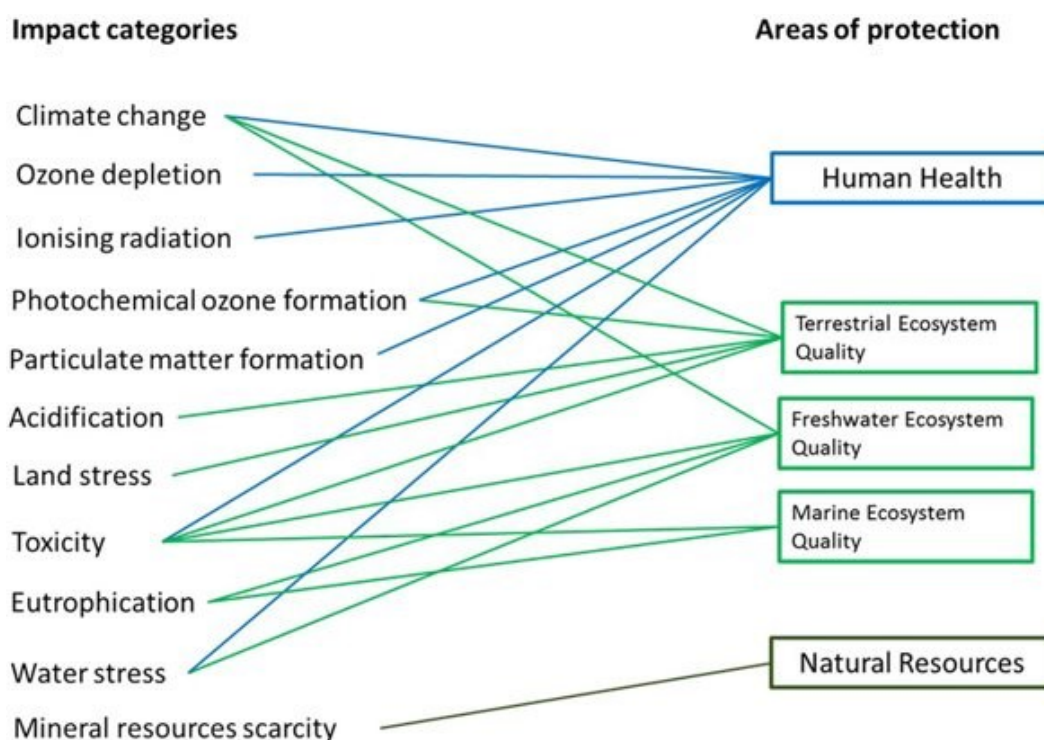 Impact categories
Areas of protection
Climate change
Ozone depletion
Ionising radiation
Photochemical ozone formation
Particulate matter formation
Acidification
Land stress
Toxicity
Eutrophication
Water stress
Mineral resources scarcity
Human Health
Terrestrial Ecosystem
Quality
Freshwater Ecosystem
Quality
Marine Ecosystem
Quality
Natural Resources